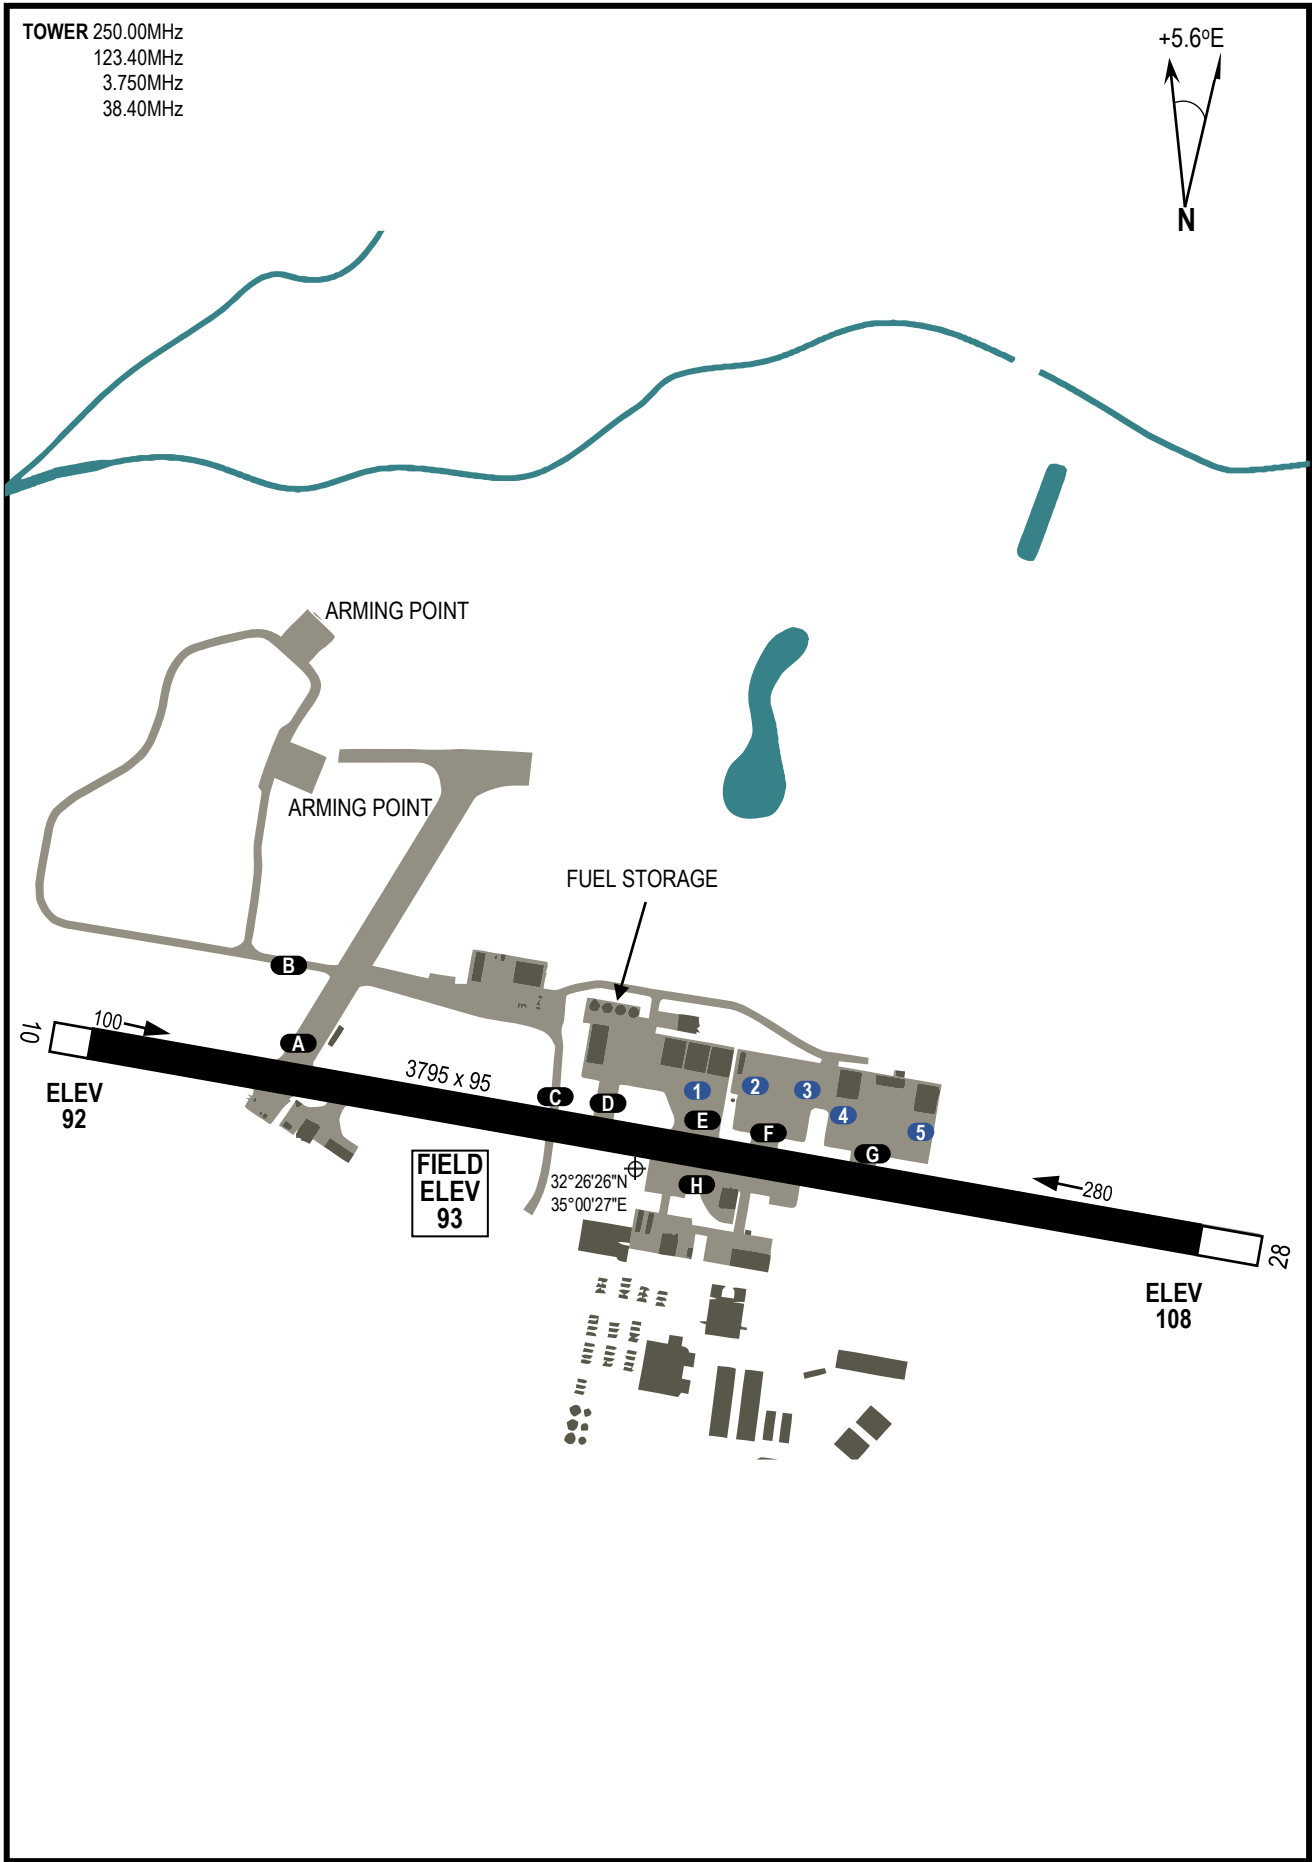 TOWER 250.00MHz
123.40MHz
3.750MHz
38.40MHz
+5.6ºE
N
ARMING POINT
ARMING POINT
FUEL STORAGE
B
A
10
100
ELEV
92
3795 x 95
C
D
1
2
3
4
5
E
F
G
H
FIELD
ELEV
93
32°26'26"N
35°00'27"E
280
28
ELEV
108